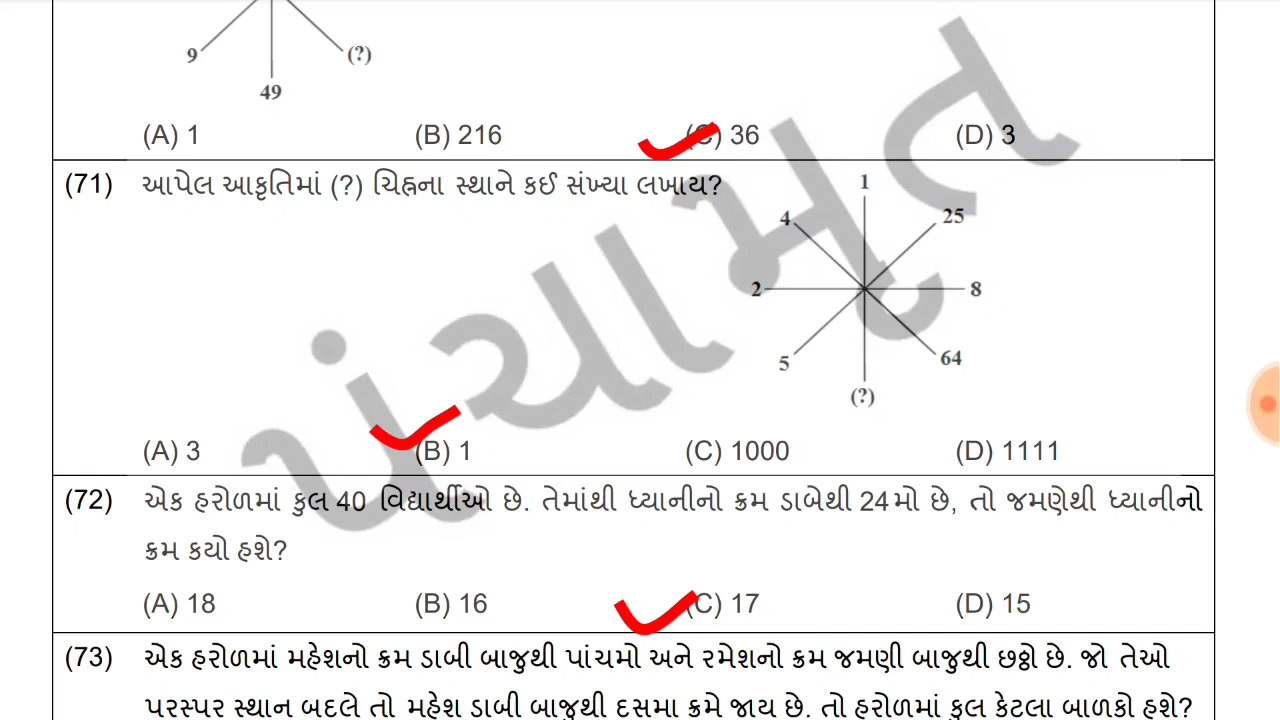 9
(?)
49
(A) 1 (B) 216 (C) 36 (D) 3
(71) આપેલ આકૃતિમાં (?) ચિહ્નના સ્થાને કઈ સંખ્યા લખાય?
1
4 25
2 8
5 64
(?)
પંચામૃત
(A) 3 (B) 1 (C) 1000 (D) 1111
(72) એક હરોળમાં કુલ 40 વિદ્યાર્થીઓ છે. તેમાંથી ધ્યાનીનો ક્રમ ડાબેથી 24મો છે, તો જમણેથી ધ્યાનીનો
ક્રમ કયો હશે?
(A) 18 (B) 16 (C) 17 (D) 15
(73) એક હરોળમાં મહેશનો ક્રમ ડાબી બાજુથી પાંચમો અને રમેશનો ક્રમ જમણી બાજુથી છઠ્ઠો છે. જો તેઓ
પરસ્પર સ્થાન બદલે તો મહેશ ડાબી બાજુથી દસમા ક્રમે જાય છે. તો હરોળમાં કુલ કેટલા બાળકો હશે?